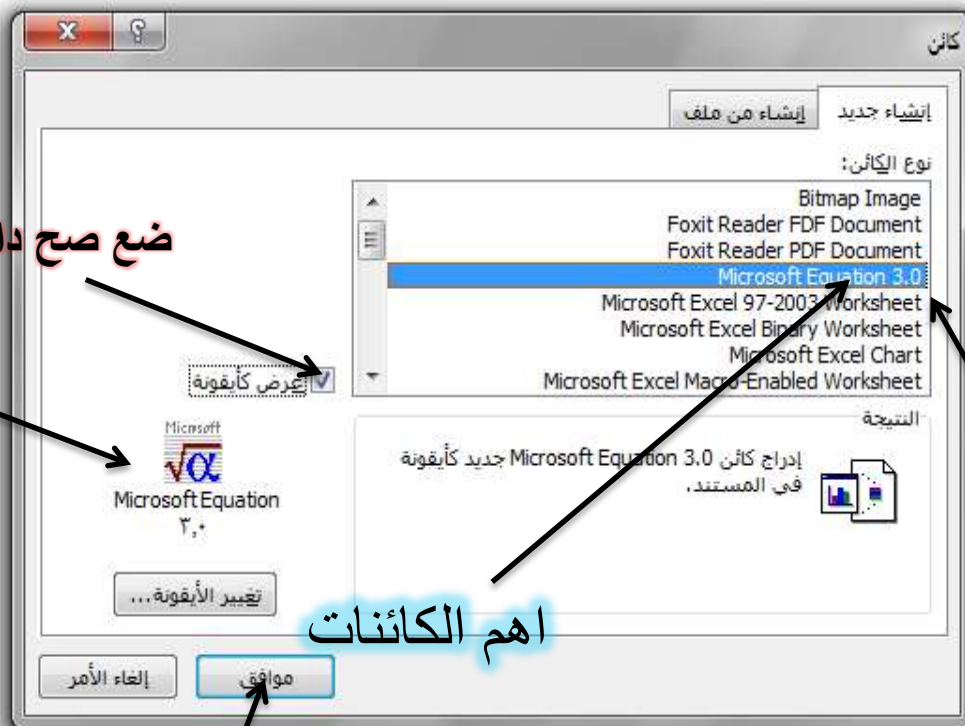 كائن
إنشاء جديد
إنشاء من ملف
نوع الكائن:
Bitmap Image
Foxit Reader FDF Document
Foxit Reader PDF Document
Microsoft Equation 3.0
Microsoft Excel 97-2003 Worksheet
Microsoft Excel Binary Worksheet
Microsoft Excel Chart
Microsoft Excel Macro-Enabled Worksheet
ضع صح
عرض كأيقونة
Microsoft
√α
Microsoft Equation
٣,٠
تغيير الأيقونة...
النتيجة
إدراج كائن Microsoft Equation 3.0 جديد كأيقونة
في المستند.
اهم الكائنات
موافق
إلغاء الأمر